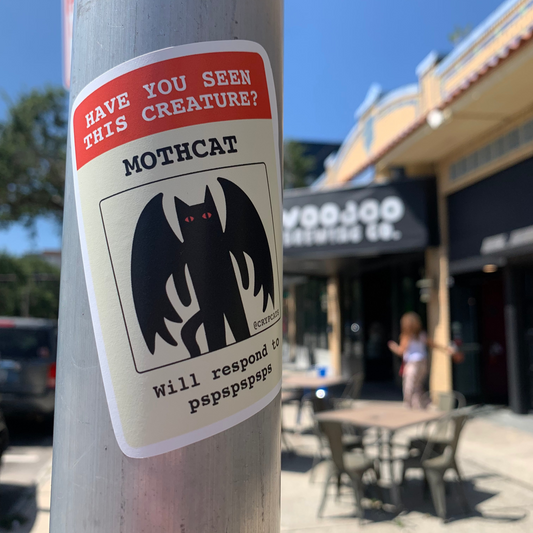 HAVE YOU SEEN
THIS CREATURE?
MOTHCAT
Will respond to
pspspspsps
VOODOO
BREWING CO.